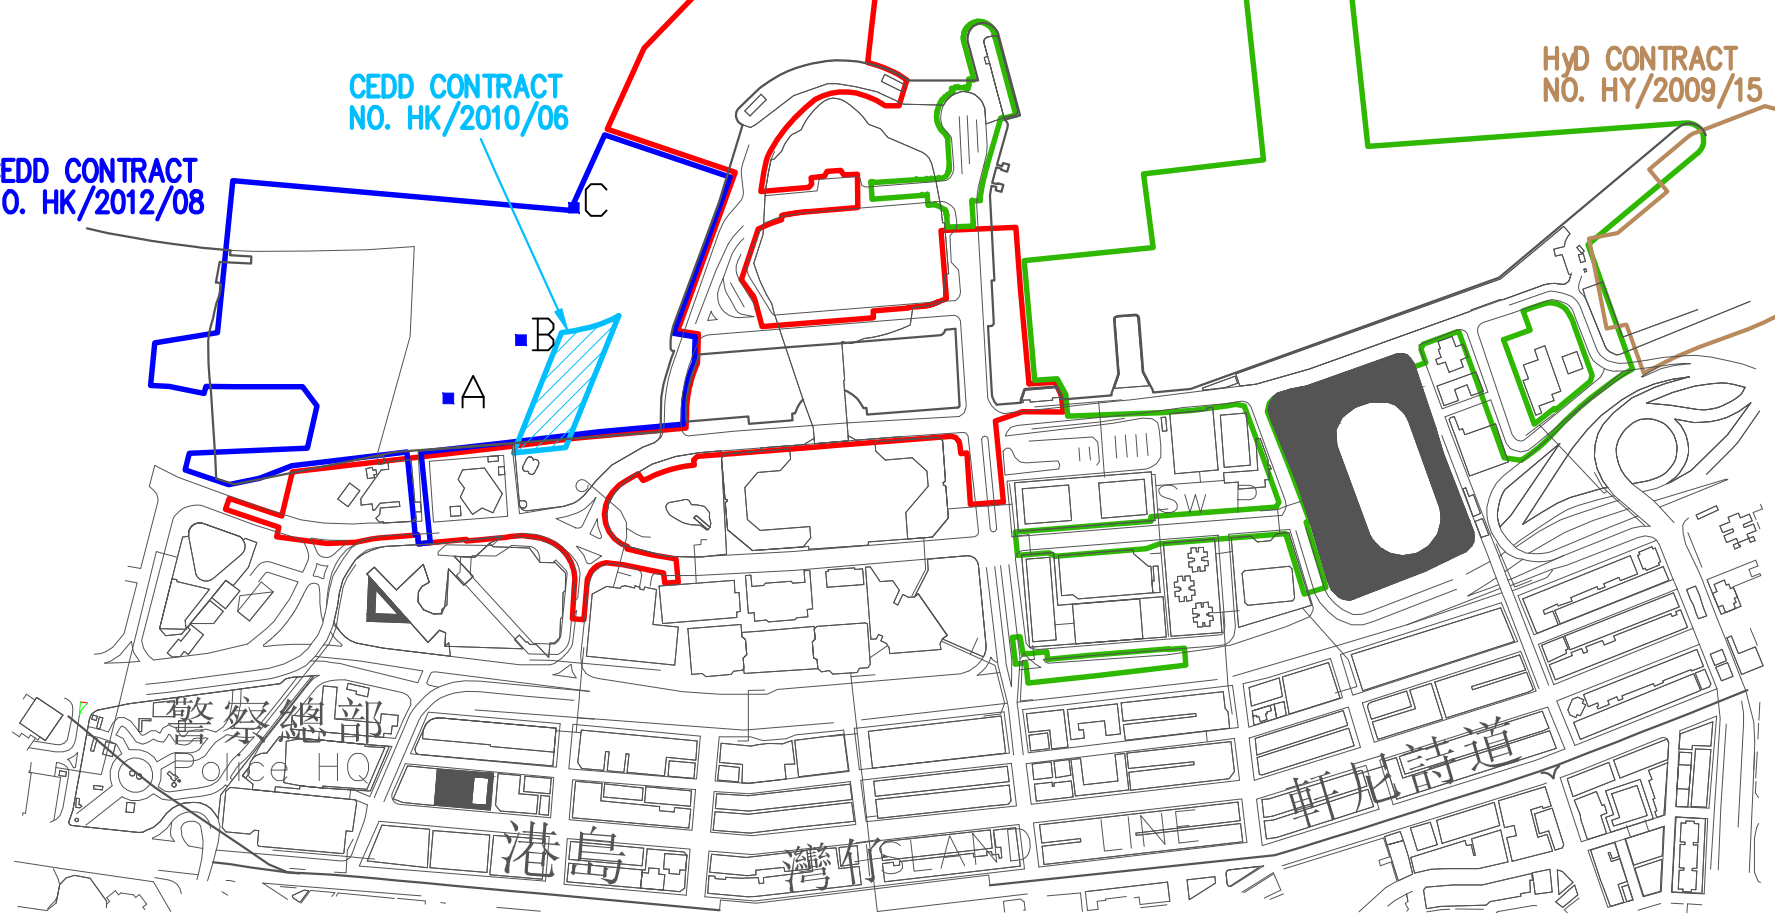 HyD CONTRACT
NO. HY/2009/15
CEDD CONTRACT
NO. HK/2010/06
EDD CONTRACT
O. HK/2012/08
C
B
A
SW P
警察總部
Police HQ
軒尼詩道
港島
灣仔
SLAND LINE